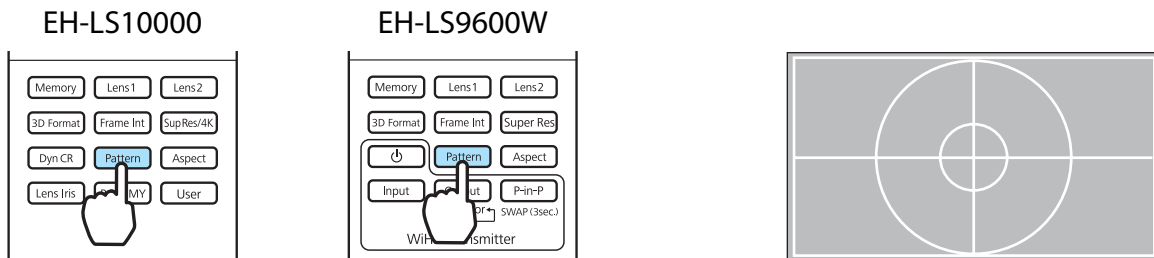 EH-LS10000
Memory Lens1 Lens2
3D Format Frame Int SupRes/4K
Dyn CR Pattern Aspect
Lens Iris MY User
EH-LS9600W
Memory Lens1 Lens2
3D Format Frame Int Super Res
Pattern Aspect
Input P-in-P
SWAP (3sec.)